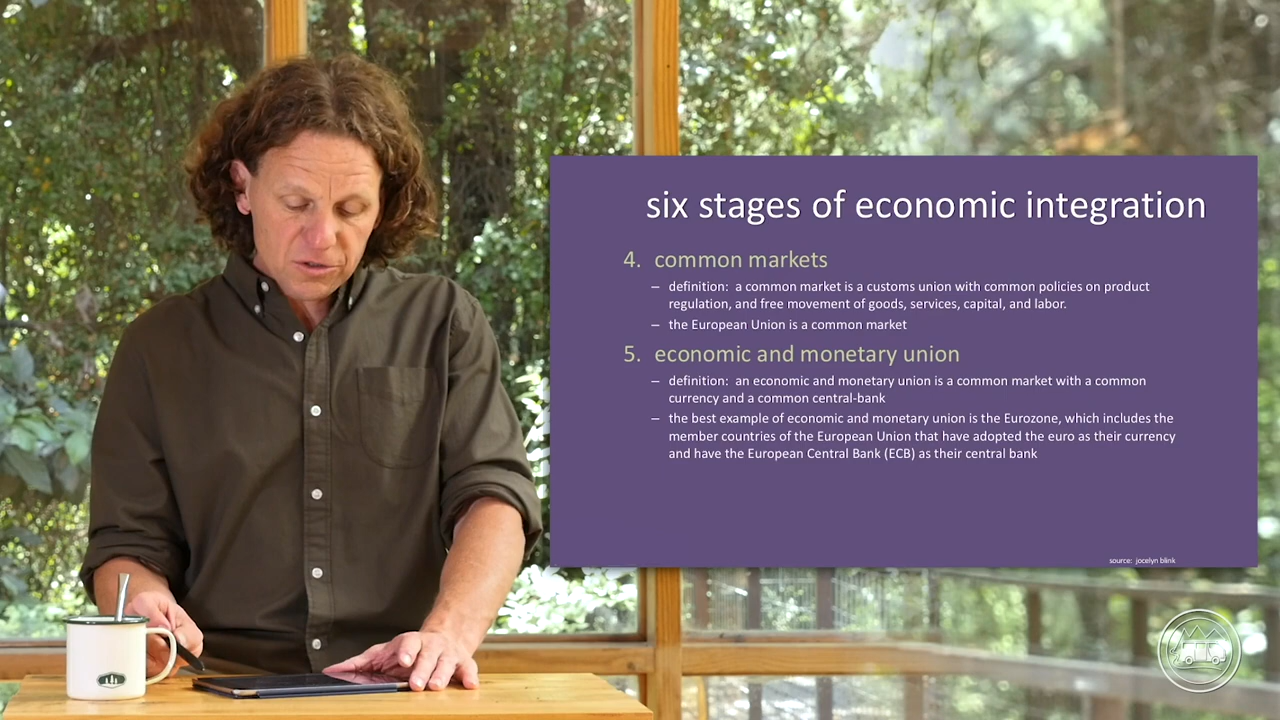 six stages of economic integration
4. common markets
– definition: a common market is a customs union with common policies on product
regulation, and free movement of goods, services, capital, and labor.
– the European Union is a common market
5. economic and monetary union
– definition: an economic and monetary union is a common market with a common
currency and a common central-bank
– the best example of economic and monetary union is the Eurozone, which includes the
member countries of the European Union that have adopted the euro as their currency
and have the European Central Bank (ECB) as their central bank
source: jocelyn blink